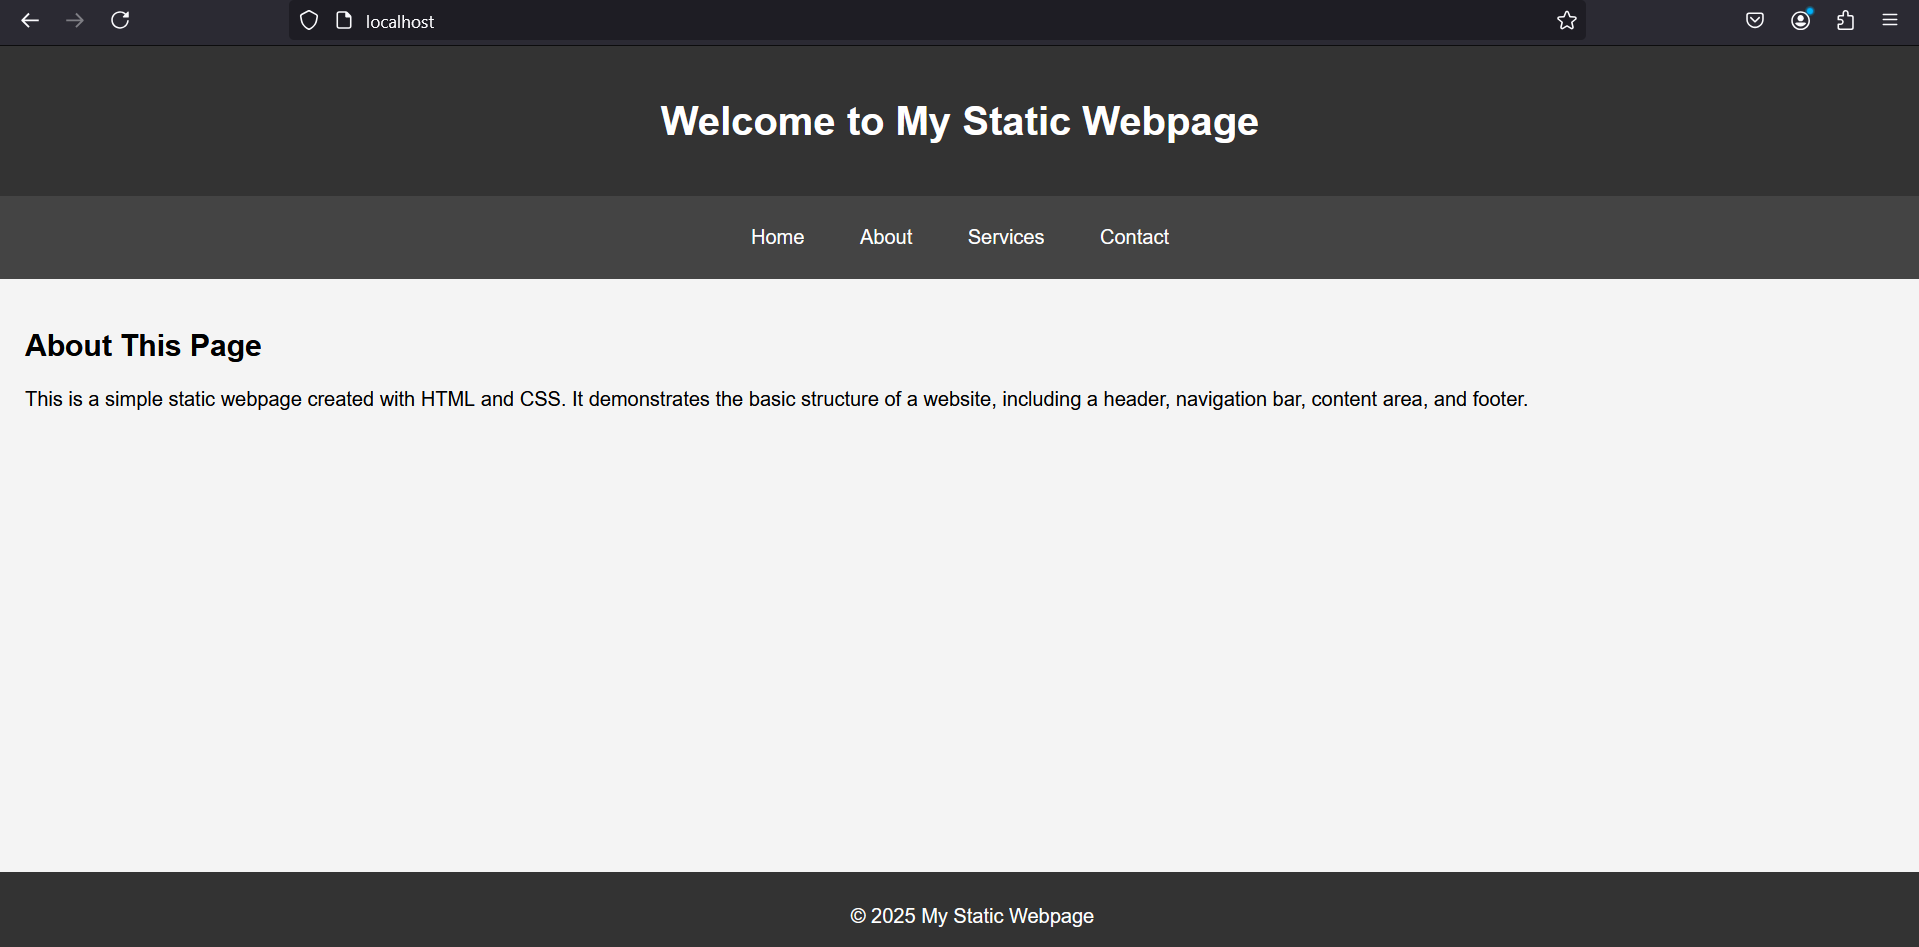 localhost
Welcome to My Static Webpage
Home About Services Contact
About This Page
This is a simple static webpage created with HTML and CSS. It demonstrates the basic structure of a website, including a header, navigation bar, content area, and footer.
© 2025 My Static Webpage